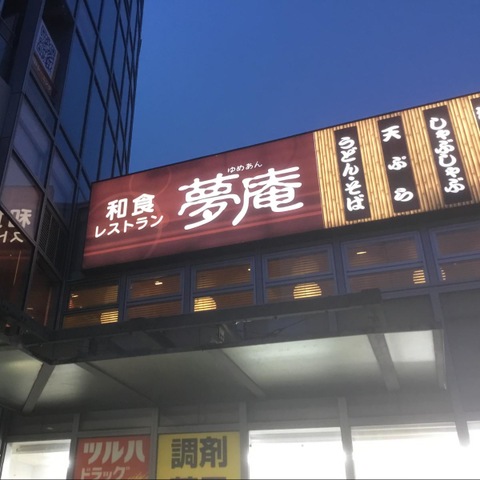 和食
レストラン
ゆめあん
夢庵
うどん・そば
天ぷら
しゃぶしゃぶ
味
ツルハ
ドラッグ
調剤